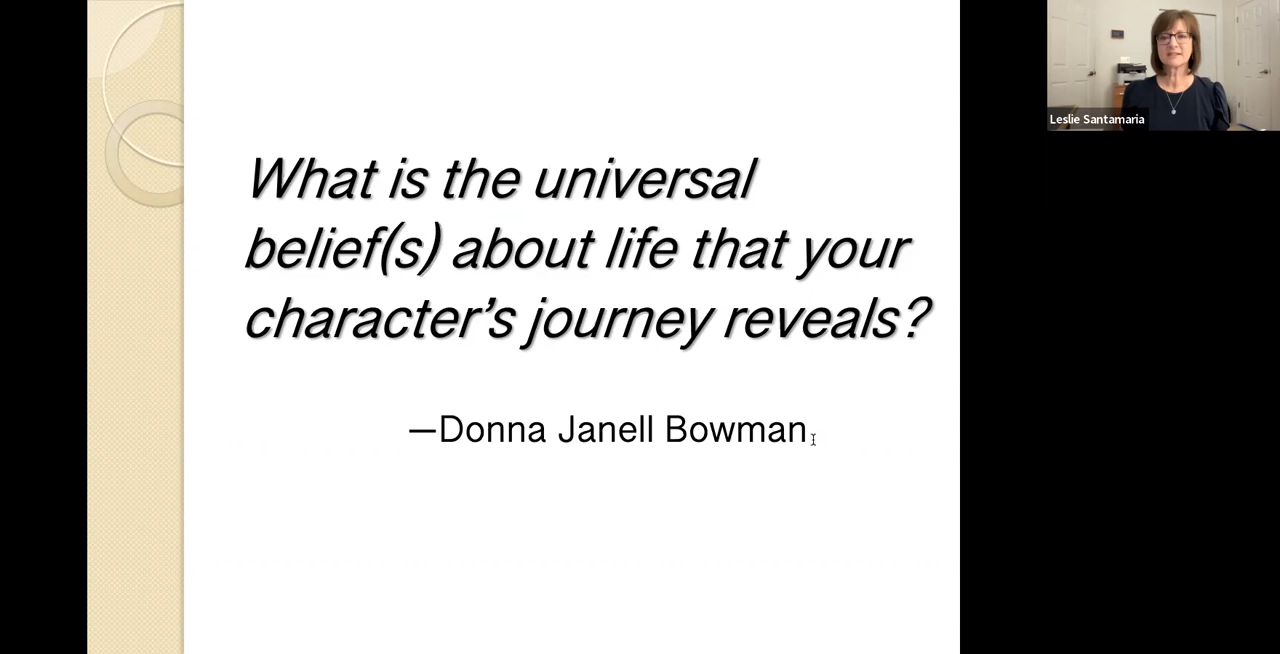 What is the universal
belief(s) about life that your
character’s journey reveals?
—Donna Janell Bowman
Leslie Santamaria